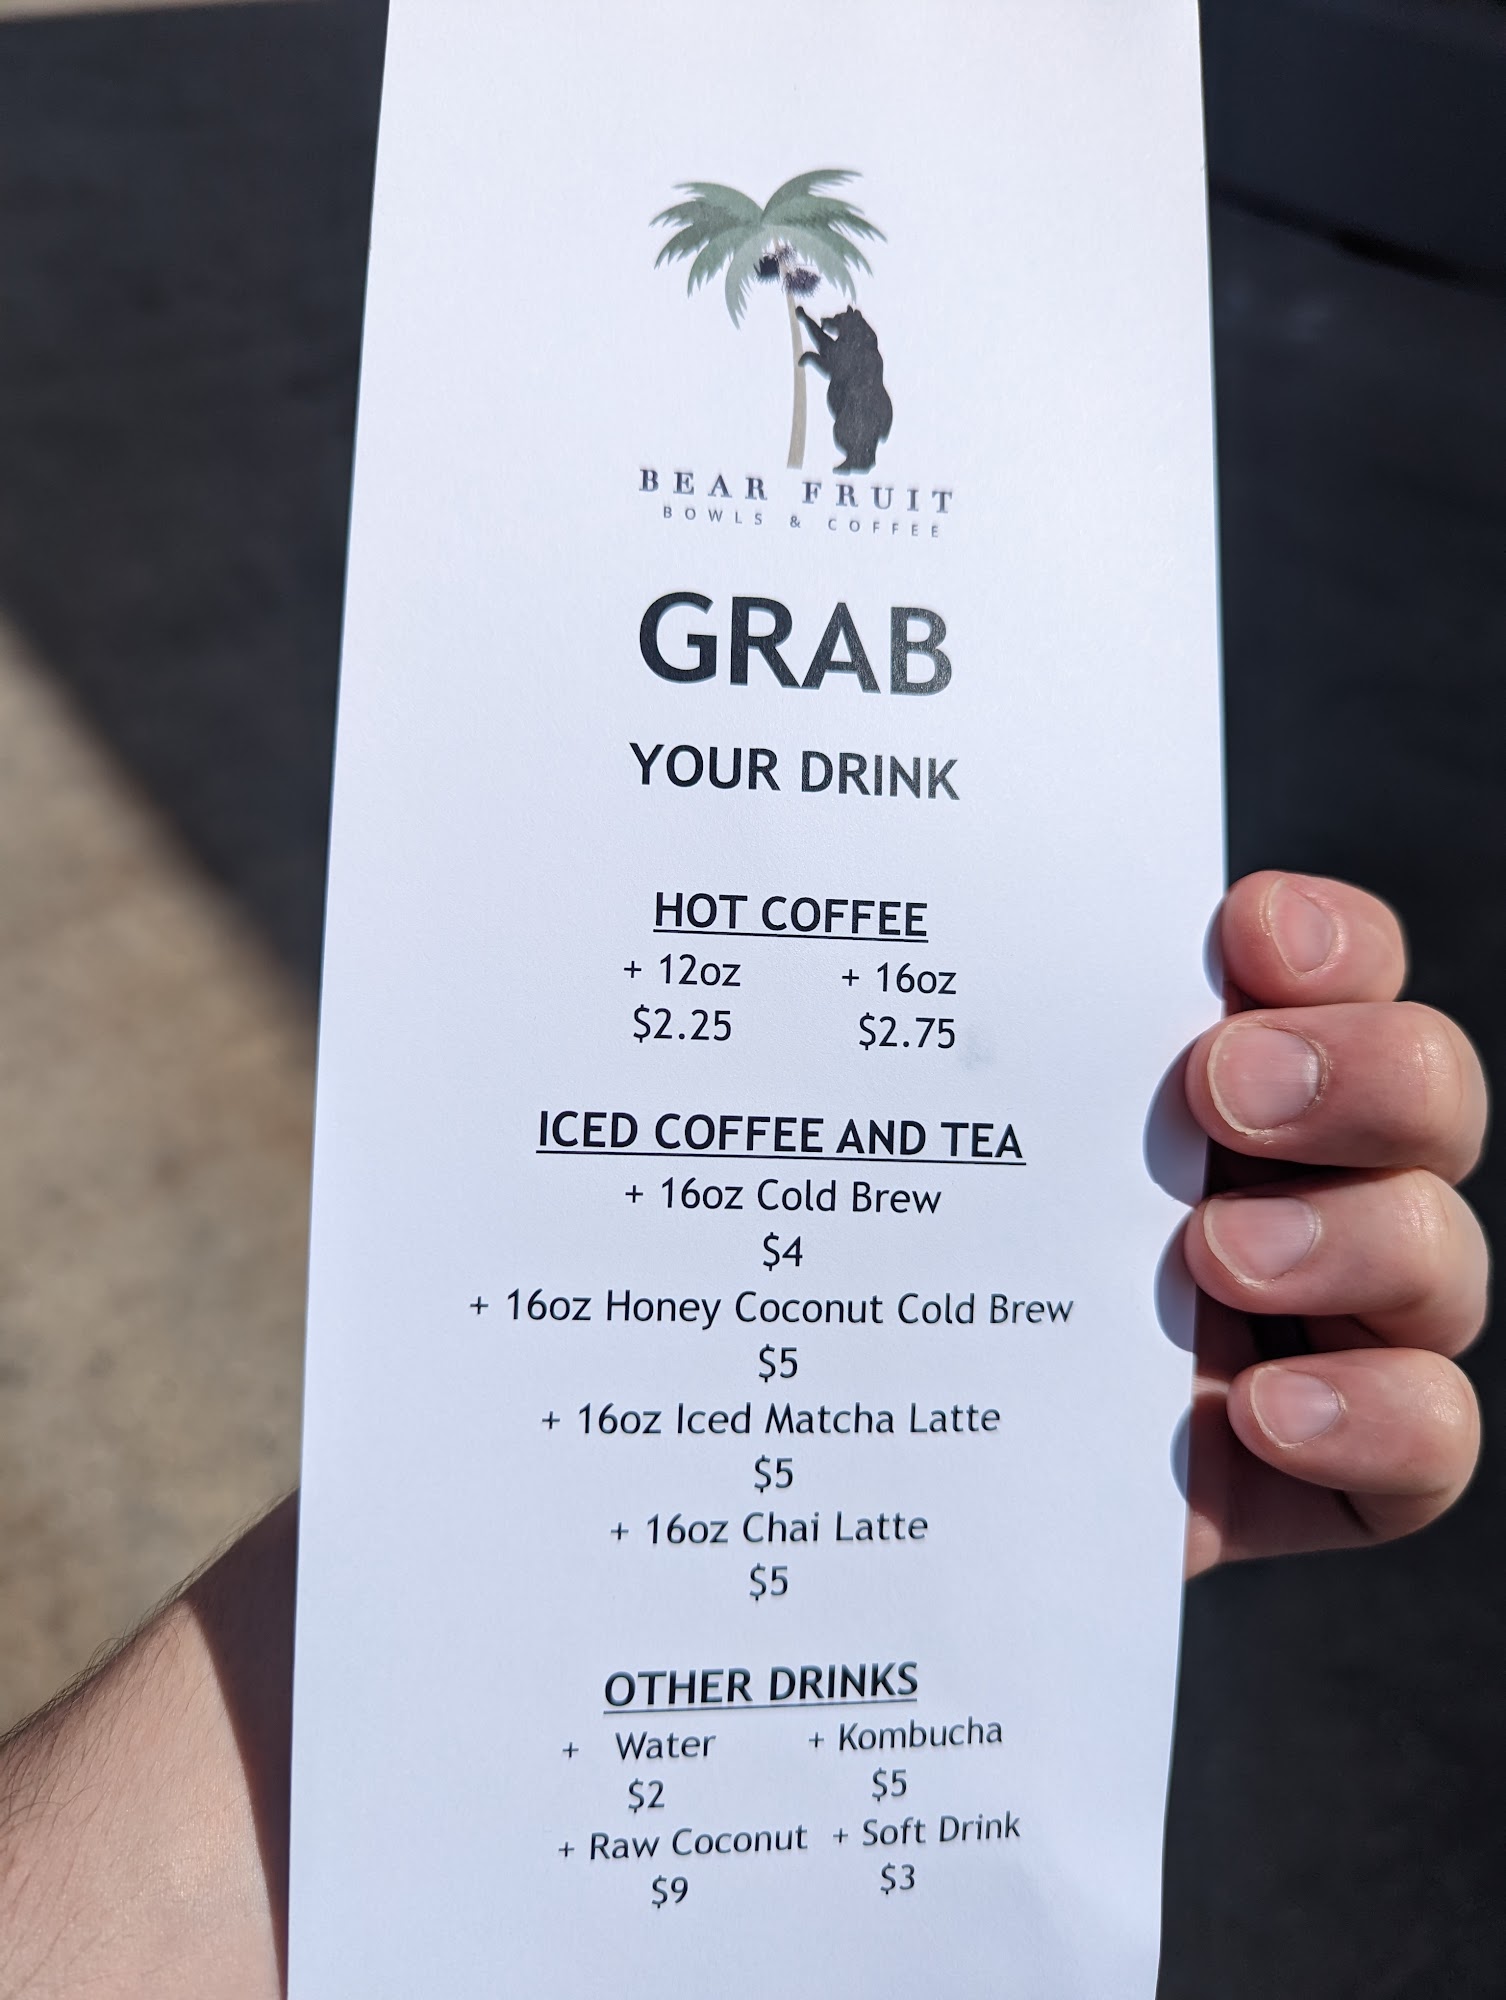 BEAR FRUIT
BOWLS & COFFEE
GRAB
YOUR DRINK
HOT COFFEE
+ 12oz + 16oz
$2.25 $2.75
ICED COFFEE AND TEA
+ 16oz Cold Brew
$4
+ 16oz Honey Coconut Cold Brew
$5
+ 16oz Iced Matcha Latte
$5
+ 16oz Chai Latte
$5
OTHER DRINKS
+ Water + Kombucha
$2 $5
+ Raw Coconut + Soft Drink
$9 $3